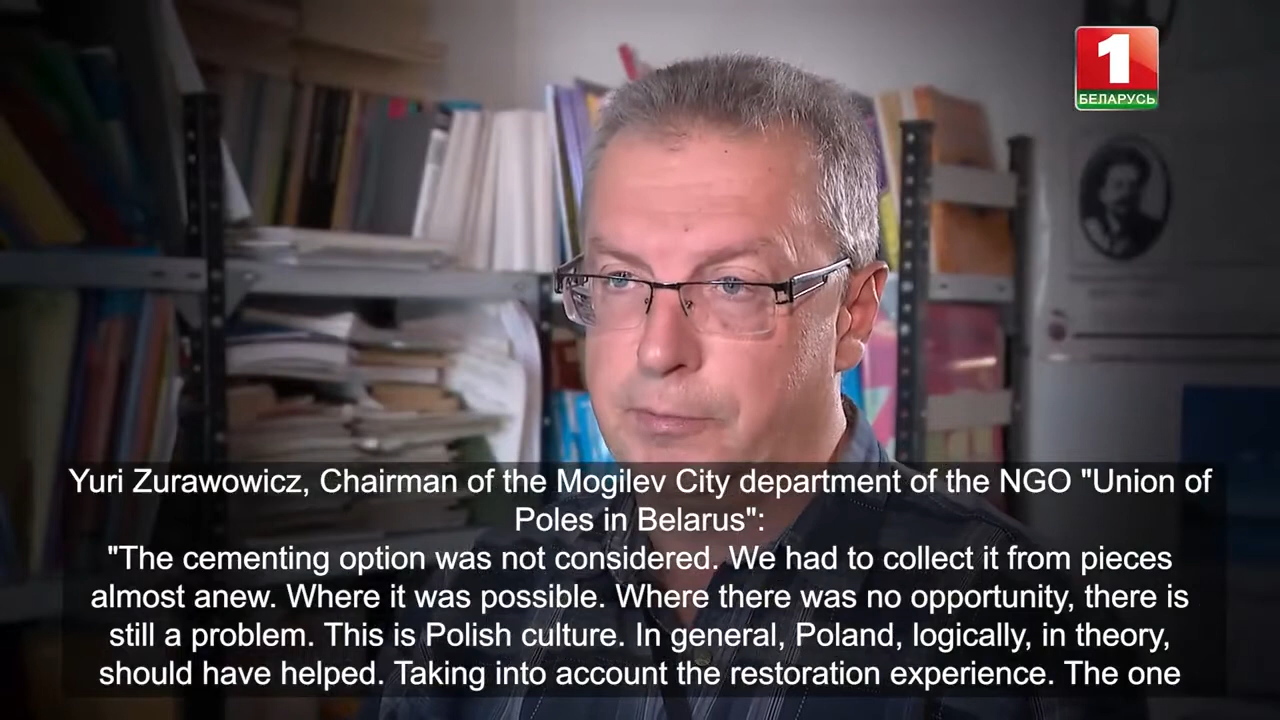 1
БЕЛАРУСЬ
Yuri Zurawowicz, Chairman of the Mogilev City department of the NGO "Union of
Poles in Belarus":
"The cementing option was not considered. We had to collect it from pieces
almost anew. Where it was possible. Where there was no opportunity, there is
still a problem. This is Polish culture. In general, Poland, logically, in theory,
should have helped. Taking into account the restoration experience. The one